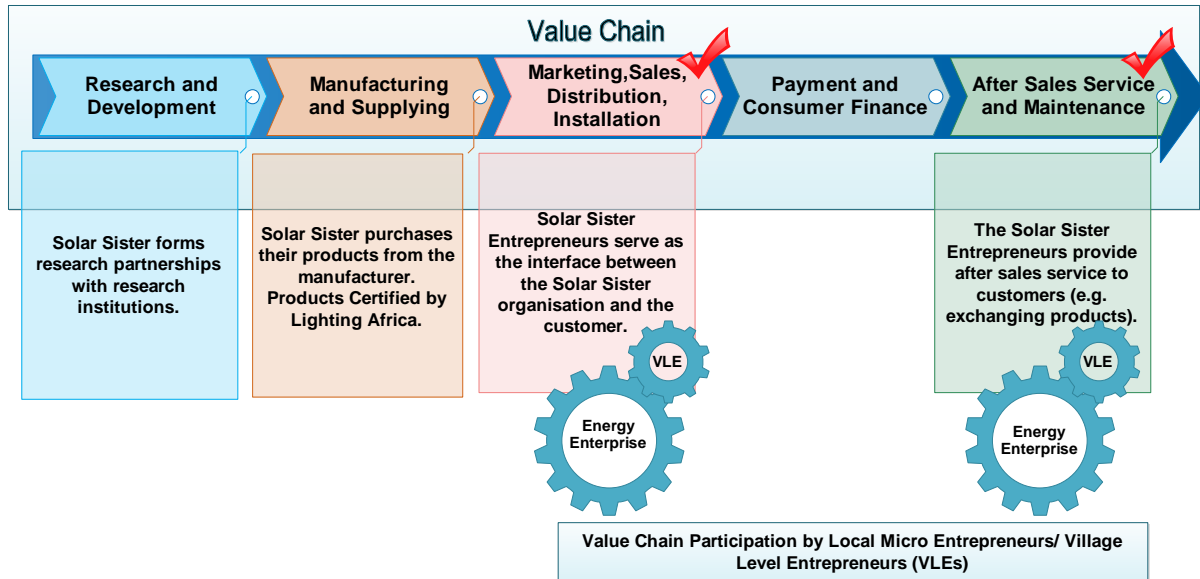 Value Chain
Research and
Development
Manufacturing
and Supplying
Marketing,Sales,
Distribution,
Installation
Payment and
Consumer Finance
After Sales Service
and Maintenance
Solar Sister forms
research partnerships
with research
institutions.
Solar Sister purchases
their products from the
manufacturer.
Products Certified by
Lighting Africa.
Solar Sister
Entrepreneurs serve as
the interface between
the Solar Sister
organisation and the
customer.
The Solar Sister
Entrepreneurs provide
after sales service to
customers (e.g.
exchanging products).
VLE
Energy
Enterprise
VLE
Energy
Enterprise
Value Chain Participation by Local Micro Entrepreneurs/ Village
Level Entrepreneurs (VLEs)